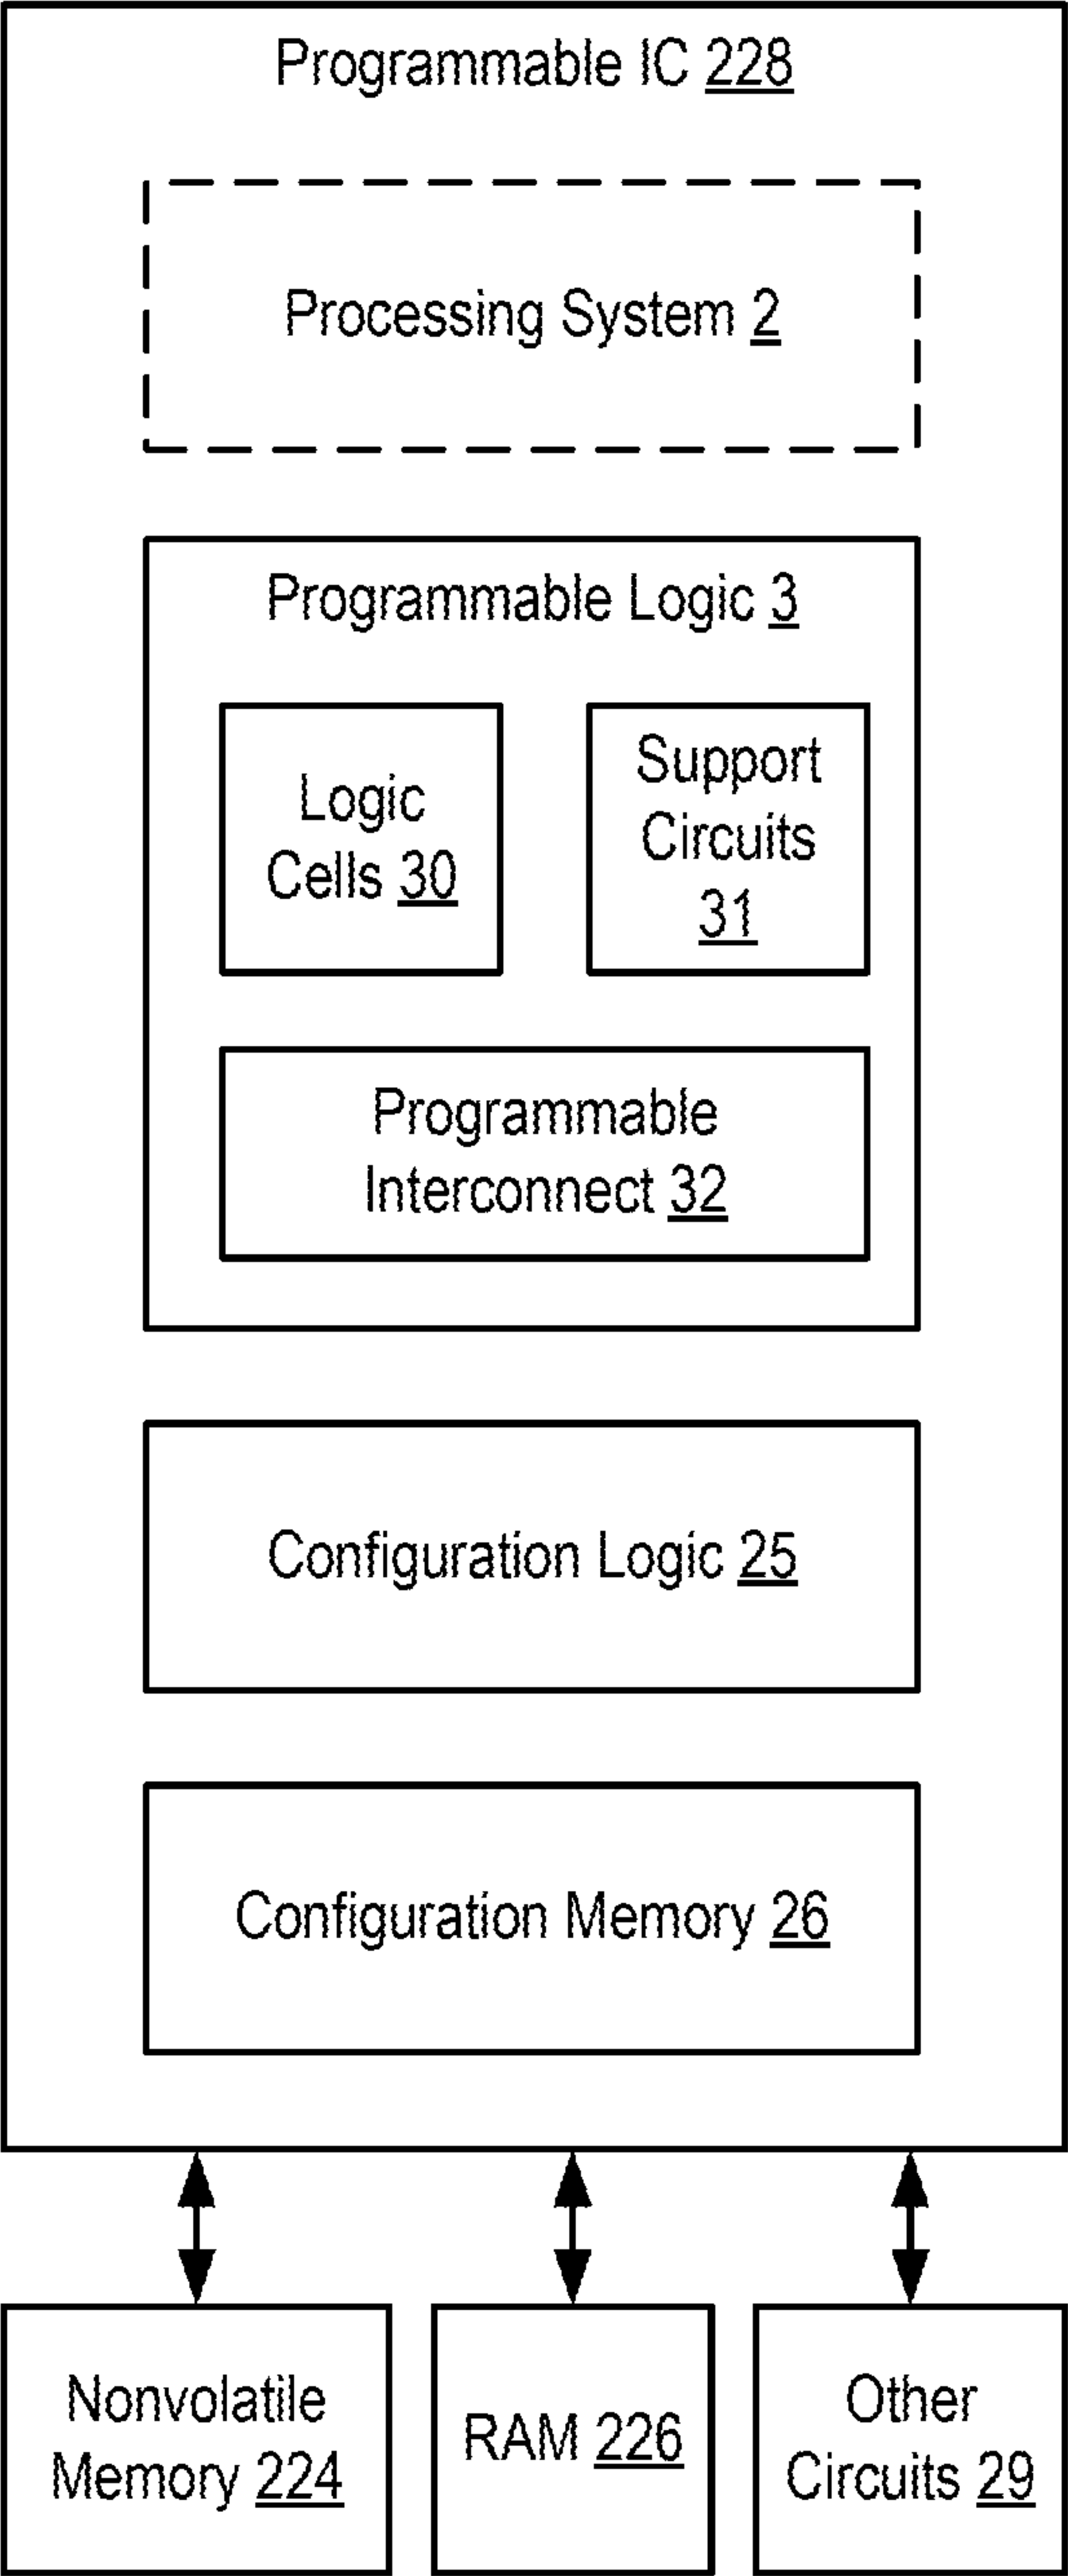 Programmable IC 228
Processing System 2
Programmable Logic 3
Logic
Cells 30
Support
Circuits
31
Programmable
Interconnect 32
Configuration Logic 25
Configuration Memory 26
Nonvolatile
Memory 224
RAM 226
Other
Circuits 29